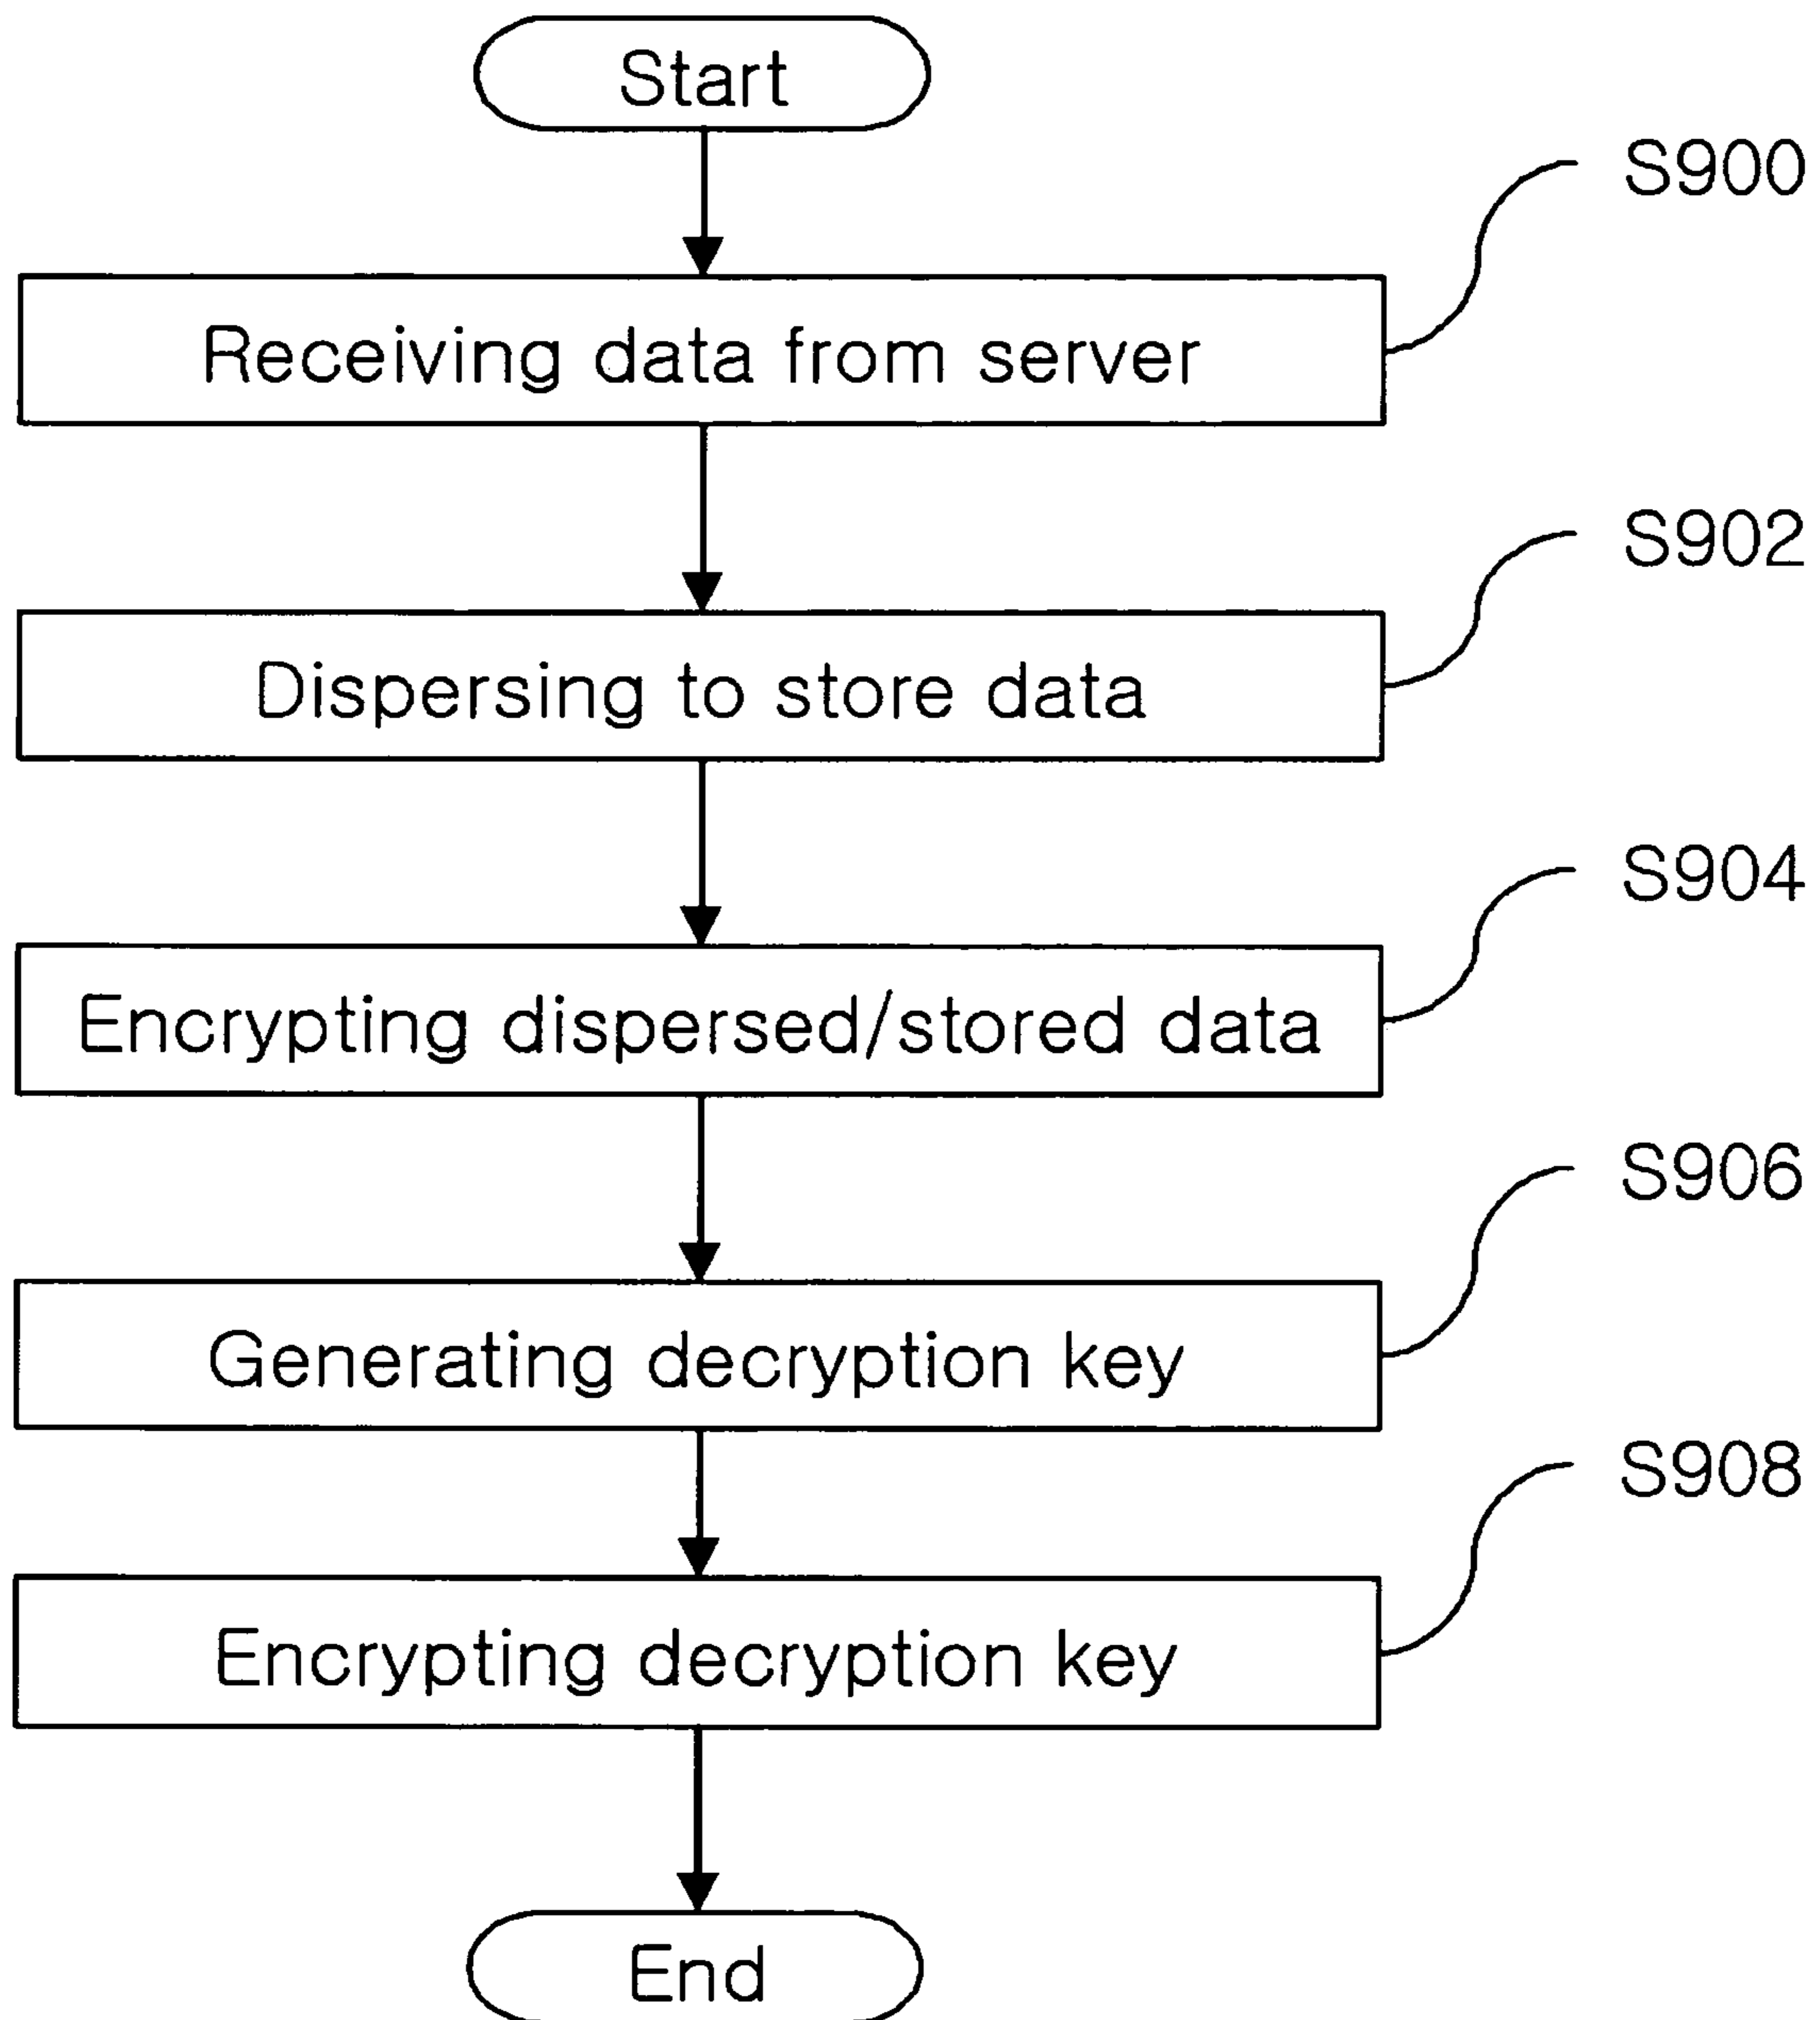 Start
S900
Receiving data from server
S902
Dispersing to store data
S904
Encrypting dispersed/stored data
S906
Generating decryption key
S908
Encrypting decryption key
End